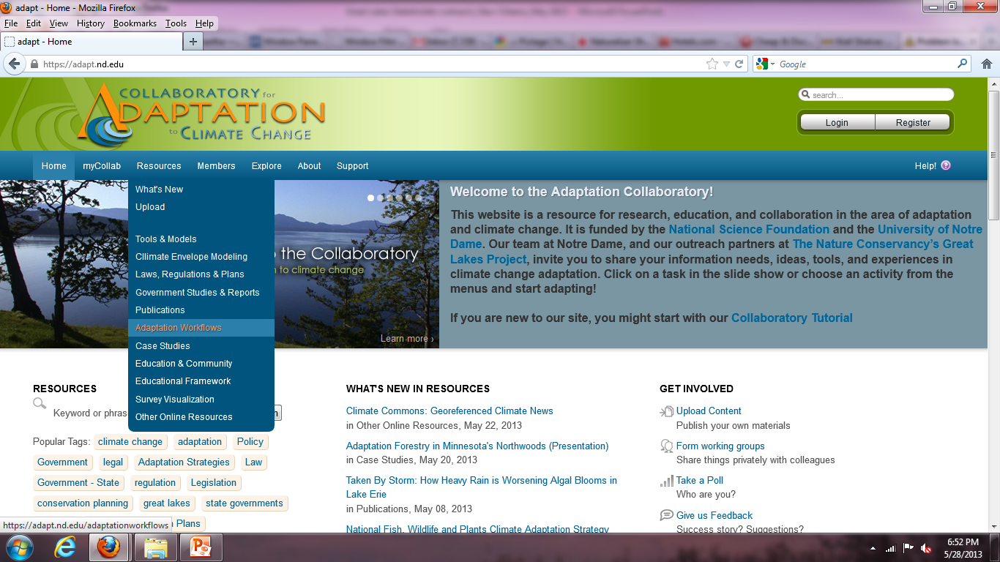 adapt - Home - Mozilla Firefox
File Edit View History Bookmarks Tools Help
adapt - Home
https://adapt.nd.edu
Google
COLLABORATORY for
ADAPTATION
to CLIMATE CHANGE
search...
Login Register
Home myCollab Resources Members Explore About Support Help!
What's New
Upload
Tools & Models
Cllimate Envelope Modeling
Laws, Regulations & Plans
Government Studies & Reports
Publications
Adaptation Workflows
Case Studies
Education & Community
Educational Framework
Survey Visualization
Other Online Resources
the Collaboratory
to climate change
Learn more ›
Welcome to the Adaptation Collaboratory!
This website is a resource for research, education, and collaboration in the area of adaptation
and climate change. It is funded by the National Science Foundation and the University of Notre
Dame. Our team at Notre Dame, and our outreach partners at The Nature Conservancy's Great
Lakes Project, invite you to share your information needs, ideas, tools, and experiences in
climate change adaptation. Click on a task in the slide show or choose an activity from the
menus and start adapting!
If you are new to our site, you might start with our Collaboratory Tutorial
RESOURCES
Keyword or phras
Popular Tags: climate change adaptation Policy
Government legal Adaptation Strategies Law
Government - State regulation Legislation
conservation planning great lakes state governments
Plans
https://adapt.nd.edu/adaptationworkflows
WHAT'S NEW IN RESOURCES
Climate Commons: Georeferenced Climate News
in Other Online Resources, May 22, 2013
Adaptation Forestry in Minnesota's Northwoods (Presentation)
in Case Studies, May 20, 2013
Taken By Storm: How Heavy Rain is Worsening Algal Blooms in
Lake Erie
in Publications, May 08, 2013
National Fish, Wildlife and Plants Climate Adaptation Strategy
GET INVOLVED
Upload Content
Publish your own materials
Form working groups
Share things privately with colleagues
Take a Poll
Who are you?
Give us Feedback
Success story? Suggestions?
6:52 PM
5/28/2013